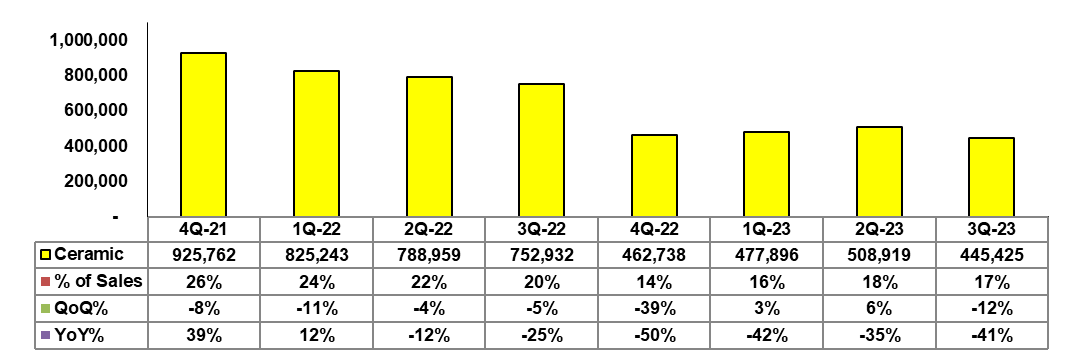 1,000,000
800,000
600,000
400,000
200,000
-
4Q-21 1Q-22 2Q-22 3Q-22 4Q-22 1Q-23 2Q-23 3Q-23
Ceramic 925,762 825,243 788,959 752,932 462,738 477,896 508,919 445,425
% of Sales 26% 24% 22% 20% 14% 16% 18% 17%
QoQ% -8% -11% -4% -5% -39% 3% 6% -12%
YoY% 39% 12% -12% -25% -50% -42% -35% -41%